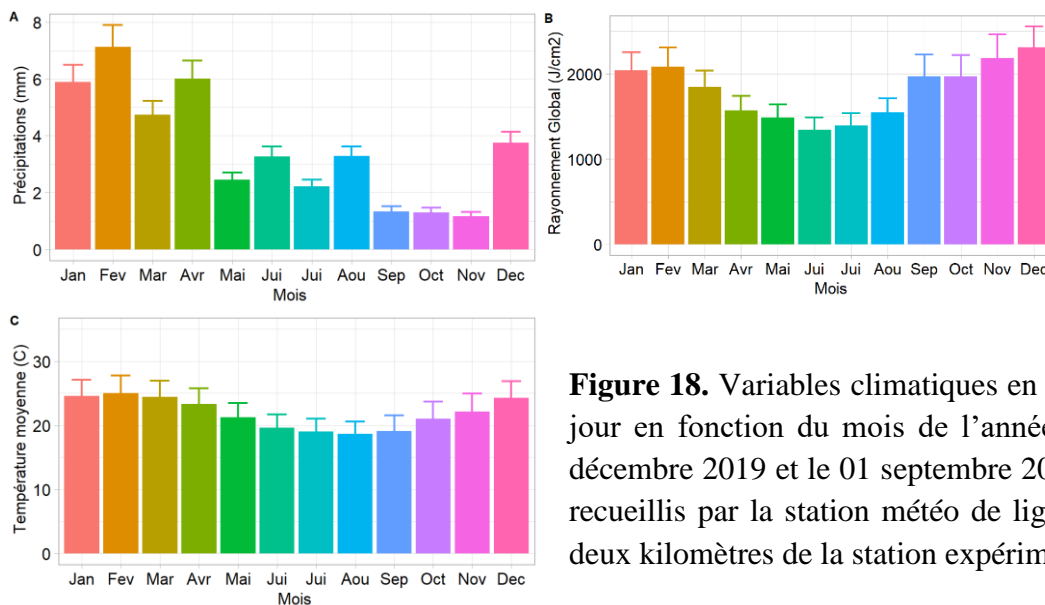 A
Précipitations (mm)
8
6
4
2
0
Jan Fev Mar Avr Mai Jui Jui Aou Sep Oct Nov Dec
Mois
B
Rayonnement Global (J/cm2)
2000
1000
0
Jan Fev Mar Avr Mai Jui Jui Aou Sep Oct Nov Dec
Mois
C
Température moyenne (C)
30
20
10
0
Jan Fev Mar Avr Mai Jui Jui Aou Sep Oct Nov Dec
Mois
Figure 18. Variables climatiques en
jour en fonction du mois de l’année
décembre 2019 et le 01 septembre 20
recueillis par la station météo de lig
deux kilomètres de la station expérim